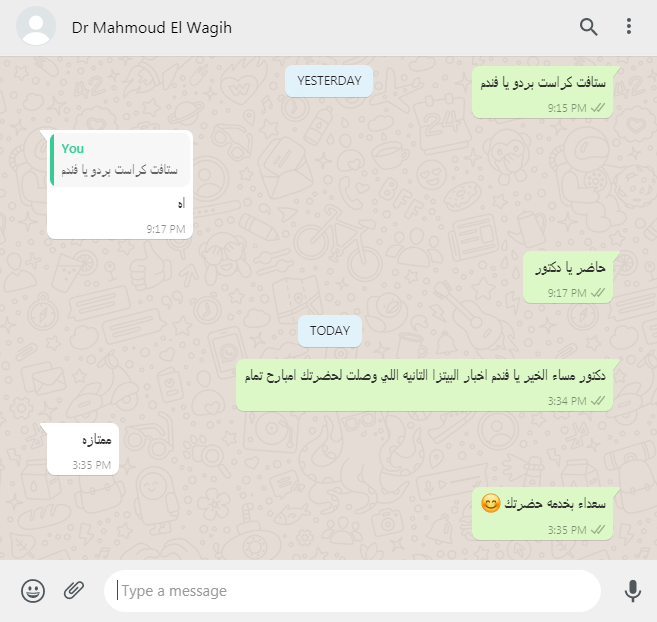 Dr Mahmoud El Wagih
YESTERDAY
ستافت كراست بردو يا فندم
9:15 PM
You
ستافت كراست بردو يا فندم
اه
9:17 PM
حاضر يا دكتور
9:17 PM
TODAY
دكتور مساء الخير يا فندم اخبار البيتزا التانيه اللي وصلت لحضرتك امبارح تمام
3:34 PM
ممتازه
3:35 PM
سعداء بخدمه حضرتك 😊
3:35 PM
Type a message